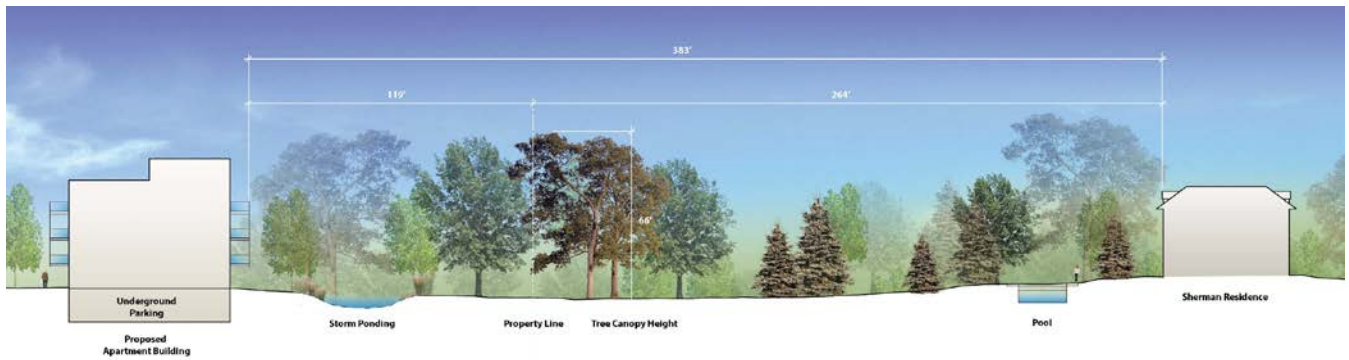 383'
119'
264'
66'
Underground
Parking
Storm Ponding
Property Line
Tree Canopy Height
Pool
Sherman Residence
Proposed
Apartment Building